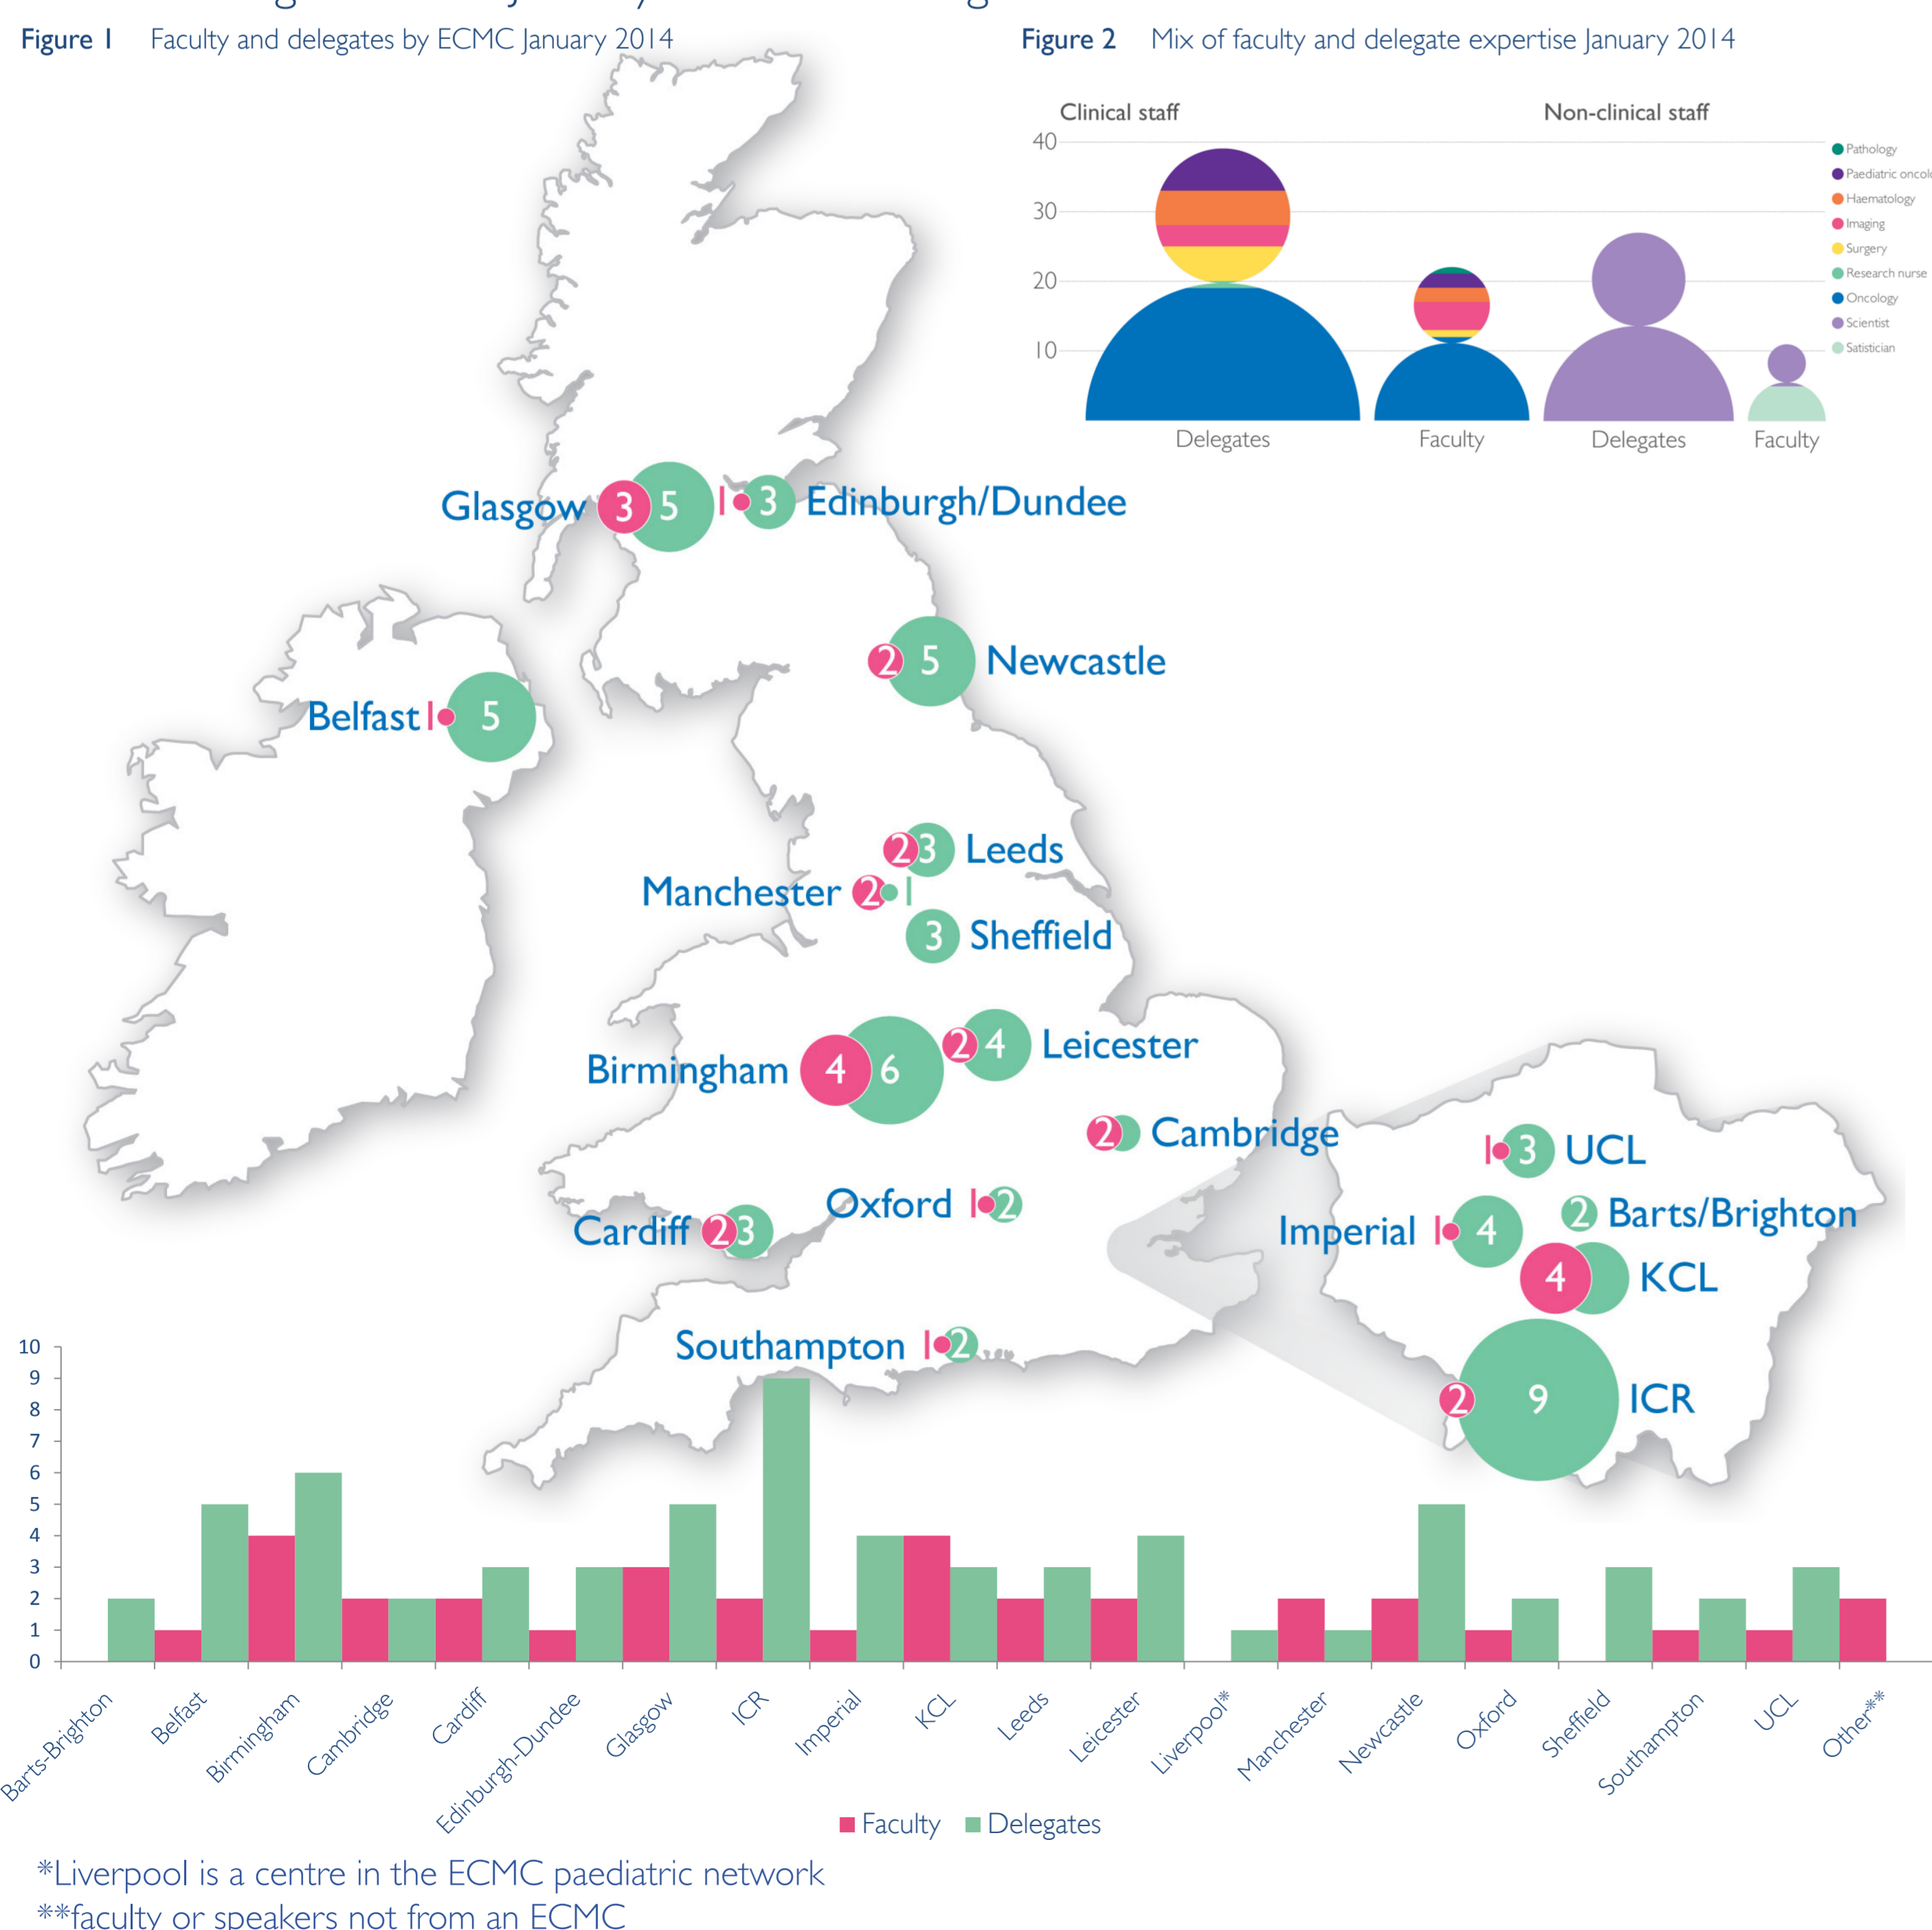 Figure 1 Faculty and delegates by ECMC January 2014
Figure 2 Mix of faculty and delegate expertise January 2014
Clinical staff
Non-clinical staff
40
30
20
10
Pathology
Paediatric
Haematology
Imaging
Surgery
Research nurse
Oncology
Scientist
Satistician
Delegates
Faculty
Delegates
Faculty
Glasgow 3 5
1 3 Edinburgh/Dundee
2 5 Newcastle
Belfast 1 5
2 3 Leeds
Manchester 2 1
3 Sheffield
Birmingham 4 6
2 4 Leicester
2 Cambridge
Oxford 1 2
Cardiff 2 3
Southampton 1 2
1 3 UCL
2 Barts/Brighton
Imperial 1 4
4 KCL
2 9 ICR
10
9
8
7
6
5
4
3
2
1
0
Barts-Brighton
Belfast
Birmingham
Cambridge
Cardiff
Edinburgh-Dundee
Glasgow
ICR
Imperial
KCL
Leeds
Leicester
Liverpool*
Manchester
Newcastle
Oxford
Sheffield
Southampton
UCL
Other**
Faculty Delegates
*Liverpool is a centre in the ECMC paediatric network
**faculty or speakers not from an ECMC